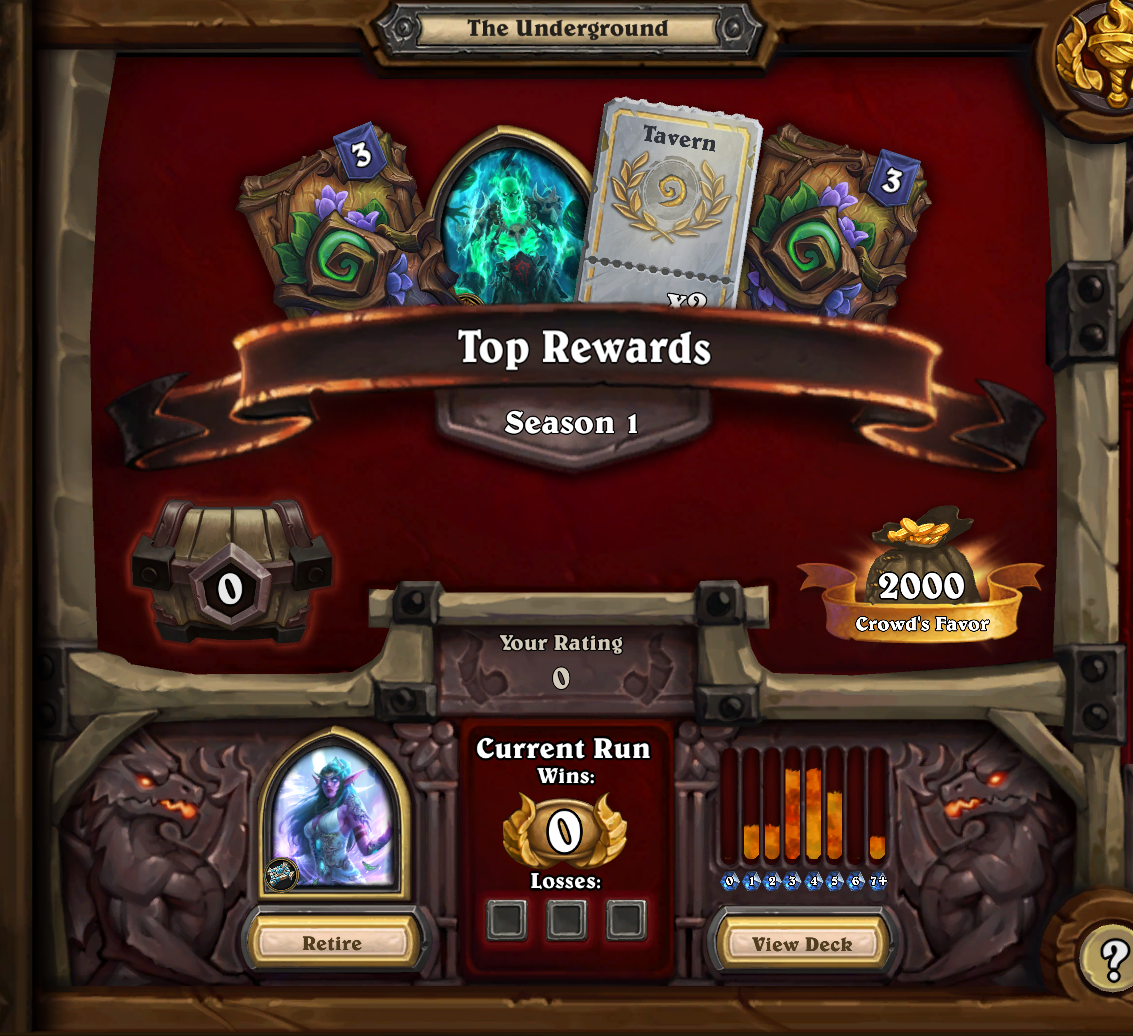 The Underground
3
Tavern
3
x2
Top Rewards
Season 1
0
2000
Crowd's Favor
Your Rating
0
Current Run
Wins:
0
Losses:
0 1 2 3 4 5 6 7+
Retire
View Deck
?